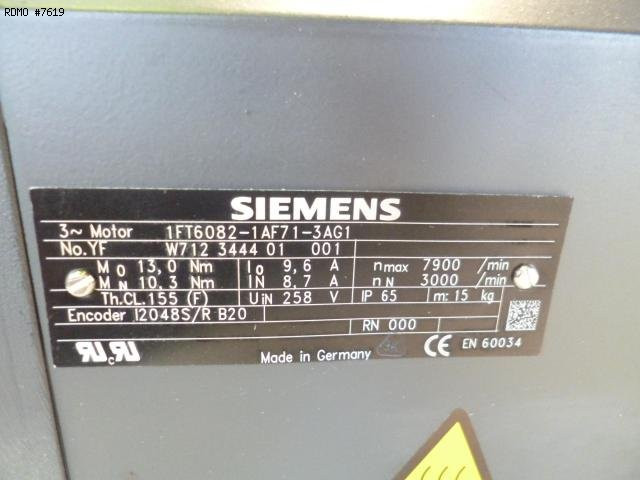 RDMO #7619
SIEMENS
3~ Motor 1FT6082-1AF71-3AG1
No.YF W712 3444 01 001
M0 13,0 Nm I0 9,6 A nmax 7900 /min
MN 10,3 Nm IN 8,7 A nN 3000 /min
Th.CL.155 (F) UiN 258 V IP 65 m: 15 kg
Encoder I2048S/R B20
RN 000
RU c RU Made in Germany CE EN 60034